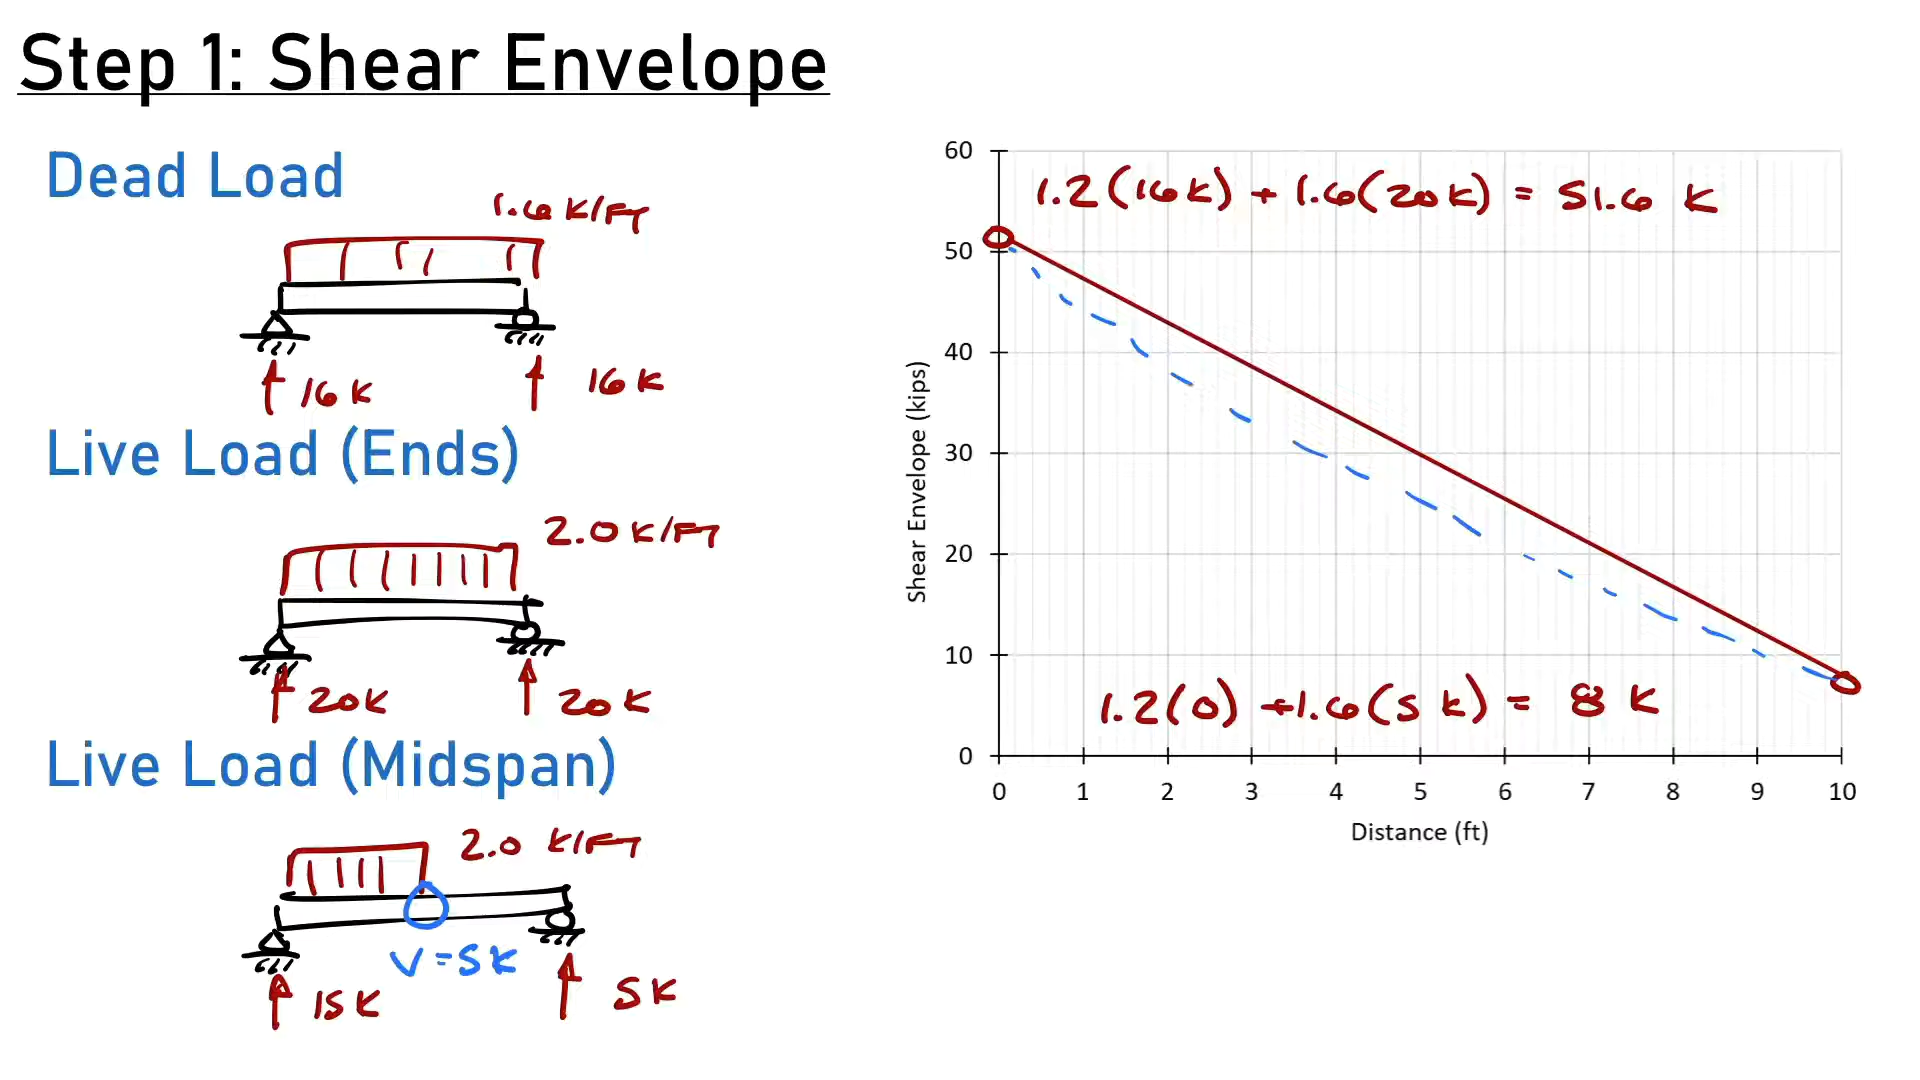 Step 1: Shear Envelope
Dead Load
1.6 K/FT
16 K
16 K
Live Load (Ends)
2.0 K/FT
20K
20 K
Live Load (Midspan)
2.0 K/FT
V=5K
15K
5K
60
50
40
30
20
10
0
Shear Envelope (kips)
1.2(16K) + 1.6(20K) = 51.6 K
1.2(0) +1.6(5 K) = 8 K
0 1 2 3 4 5 6 7 8 9 10
Distance (ft)